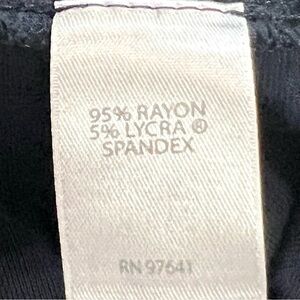 95% RAYON
5% LYCRA ®
SPANDEX
RN 97641